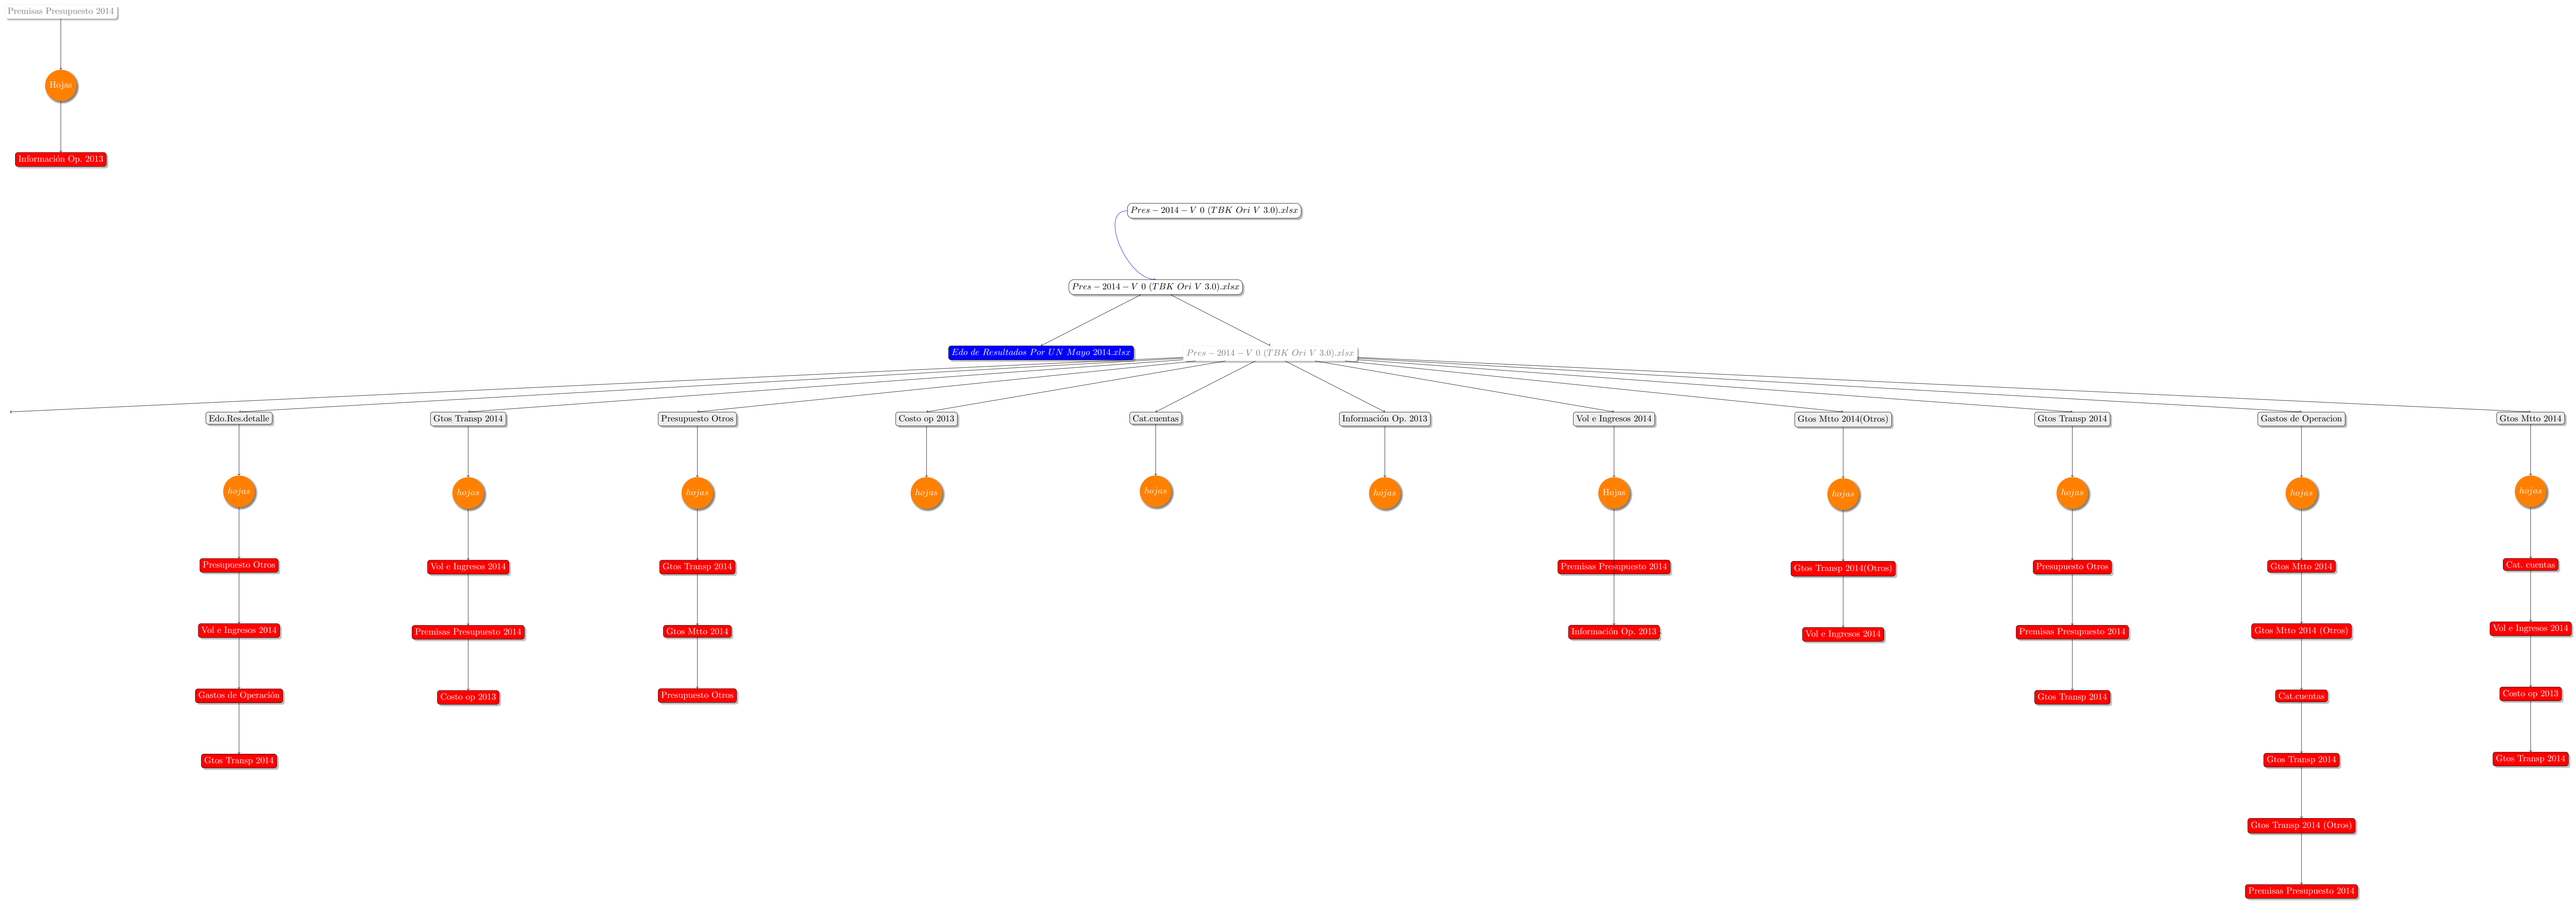 Premisas Presupuesto 2014
Hojas
Información Op. 2013
Pres − 2014 − V 0 (TBK Ori V 3.0).xlsx
Pres − 2014 − V 0 (TBK Ori V 3.0).xlsx
Edo de Resultados Por UN Mayo 2014.xlsx
Pres − 2014 − V 0 (TBK Ori V 3.0).xlsx
Edo.Res.detalle
Gtos Transp 2014
Presupuesto Otros
Costo op 2013
Cat.cuentas
Información Op. 2013
Vol e Ingresos 2014
Gtos Mtto 2014(Otros)
Gtos Transp 2014
Gastos de Operacion
Gtos Mtto 2014
hojas
hojas
hojas
hojas
hojas
hojas
Hojas
hojas
hojas
hojas
hojas
Presupuesto Otros
Vol e Ingresos 2014
Gtos Transp 2014
Premisas Presupuesto 2014
Gtos Transp 2014(Otros)
Presupuesto Otros
Gtos Mtto 2014
Cat. cuentas
Vol e Ingresos 2014
Premisas Presupuesto 2014
Gtos Mtto 2014
Información Op. 2013
Vol e Ingresos 2014
Premisas Presupuesto 2014
Gtos Mtto 2014 (Otros)
Vol e Ingresos 2014
Gastos de Operación
Costo op 2013
Presupuesto Otros
Gtos Transp 2014
Cat.cuentas
Costo op 2013
Gtos Transp 2014
Gtos Transp 2014
Gtos Transp 2014
Gtos Transp 2014 (Otros)
Premisas Presupuesto 2014